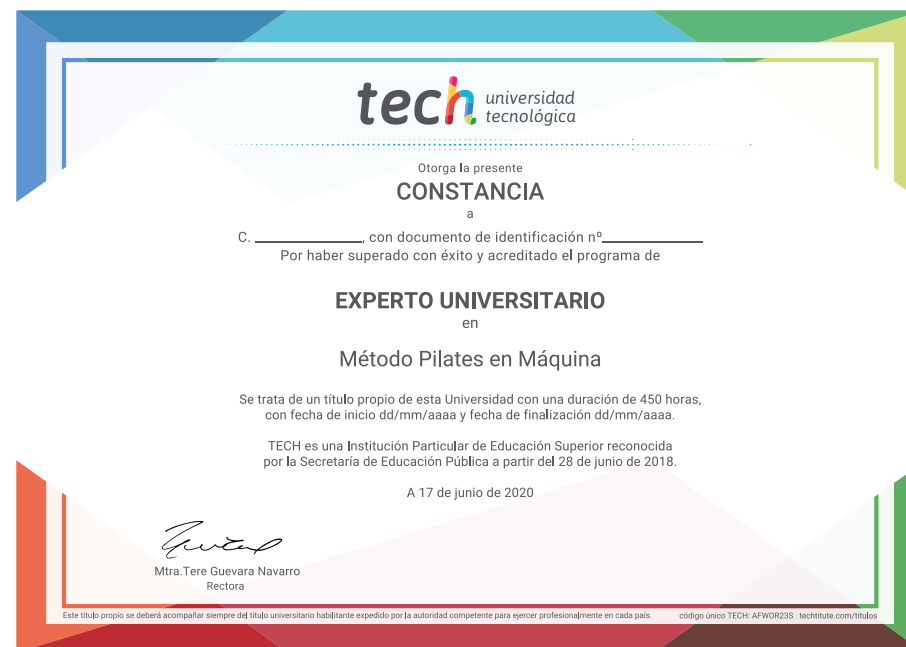 tech universidad
tecnológica
Otorga la presente
CONSTANCIA
a
C. ____________, con documento de identificación nº____________
Por haber superado con éxito y acreditado el programa de
EXPERTO UNIVERSITARIO
en
Método Pilates en Máquina
Se trata de un título propio de esta Universidad con una duración de 450 horas,
con fecha de inicio dd/mm/aaaa y fecha de finalización dd/mm/aaaa.
TECH es una Institución Particular de Educación Superior reconocida
por la Secretaría de Educación Pública a partir del 28 de junio de 2018.
A 17 de junio de 2020
Mtra.Tere Guevara Navarro
Rectora
Este título propio se deberá acompañar siempre del título universitario habilitante expedido por la autoridad competente para ejercer profesionalmente en cada país. código único TECH: AFWOR23S techtitute.com/titulos